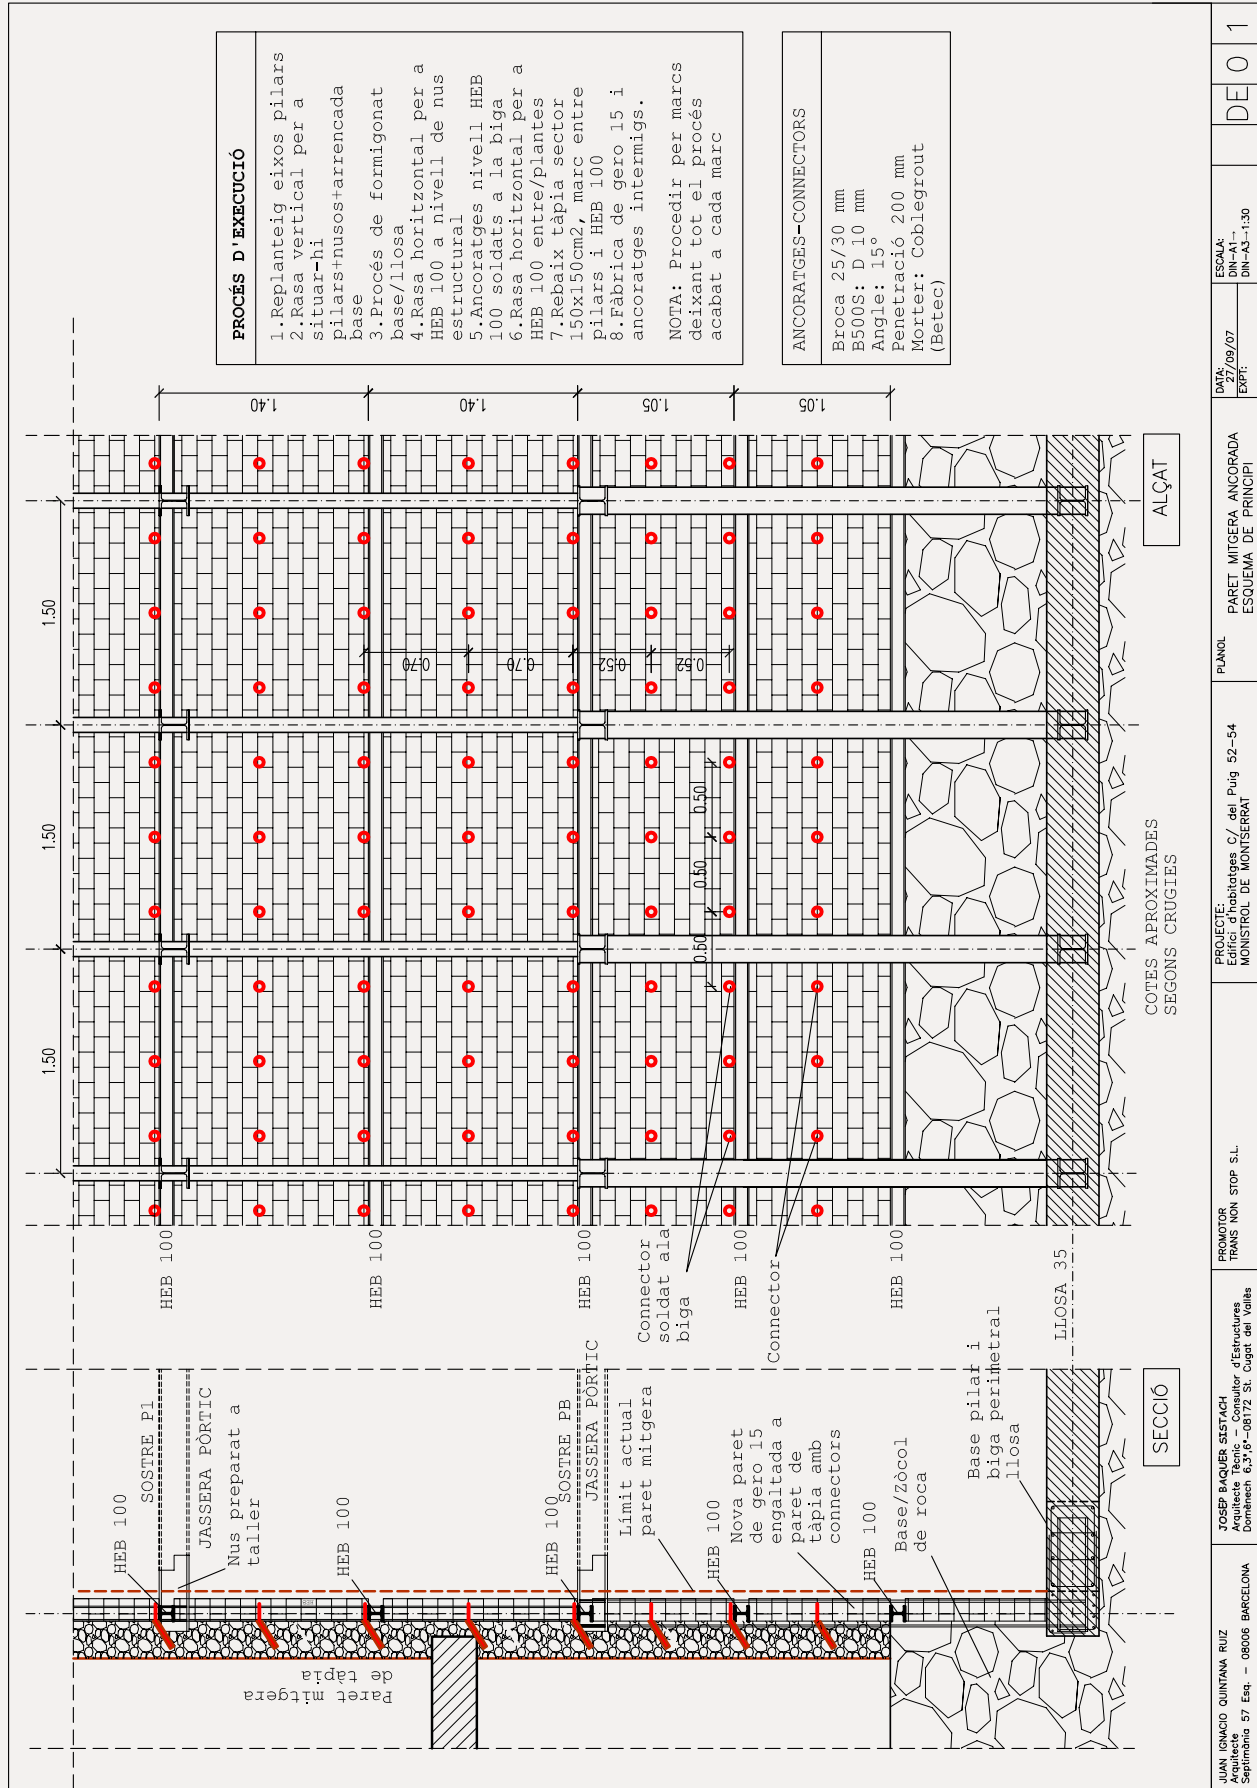 PROCÉS D'EXECUCIÓ
1.Replanteig eixos pilars
2.Rasa vertical per a
situar-hi
pilars+nusos+arrencada
base
3.Procés de formigonat
base/llosa
4.Rasa horitzontal per a
HEB 100 a nivell de nus
estructural
5.Ancoratges nivell HEB
100 soldats a la biga
6.Rasa horitzontal per a
HEB 100 entre/plantes
7.Rebaix tàpia sector
150x150cm2, marc entre
pilars i HEB 100
8.Fàbrica de gero 15 i
ancoratges intermigs.
NOTA: Procedir per marcs
deixant tot el procés
acabat a cada marc
ANCORATGES-CONNECTORS
Broca 25/30 mm
B500S: D 10 mm
Angle: 15°
Penetració 200 mm
Morter: Coblegrout
(Betec)
1.50
1.50
1.50
1.40
1.40
1.05
1.05
0.70
0.70
0.52
0.52
0.50
0.50
0.50
HEB 100
HEB 100
HEB 100
Connector
soldat ala
biga
HEB 100
Connector
HEB 100
LLOSA 35
COTES APROXIMADES
SEGONS CRUGIES
ALÇAT
HEB 100
SOSTRE P1
JASSERA PÒRTIC
Nus preparat a
taller
HEB 100
HEB 100
SOSTRE PB
JASSERA PÒRTIC
Límit actual
paret mitgera
HEB 100
Nova paret
de gero 15
engaltada a
paret de
tàpia amb
connectors
HEB 100
Base/Zòcol
de roca
Base pilar i
biga perimetral
llosa
Paret mitgera
de tàpia
SECCIÓ
JUAN IGNACIO QUINTANA RUIZ
Arquitecte
Septimània 57 Esq. - 08006 BARCELONA
JOSEP BAQUER SISTACH
Arquitecte Tècnic - Consultor d'Estructures
Domènech 6,3ª,6ª-08172 St. Cugat del Vallès
PROMOTOR
TRANS NON STOP S.L.
PROJECTE:
Edifici d'habitatges C/ del Puig 52-54
MONISTROL DE MONTSERRAT
PLÀNOL
PARET MITGERA ANCORADA
ESQUEMA DE PRINCIPI
DATA:
27/09/07
EXPT:
ESCALA:
DIN-A1→
DIN-A3→1:30
DE 0 1